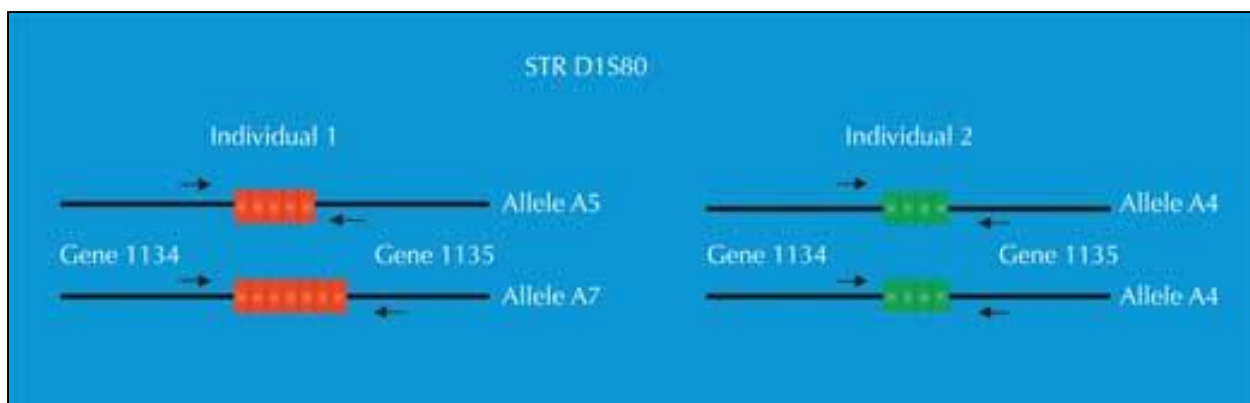 STR D1S80
Individual 1
Individual 2
Allele A5
Allele A4
Gene 1134
Gene 1135
Gene 1134
Gene 1135
Allele A7
Allele A4